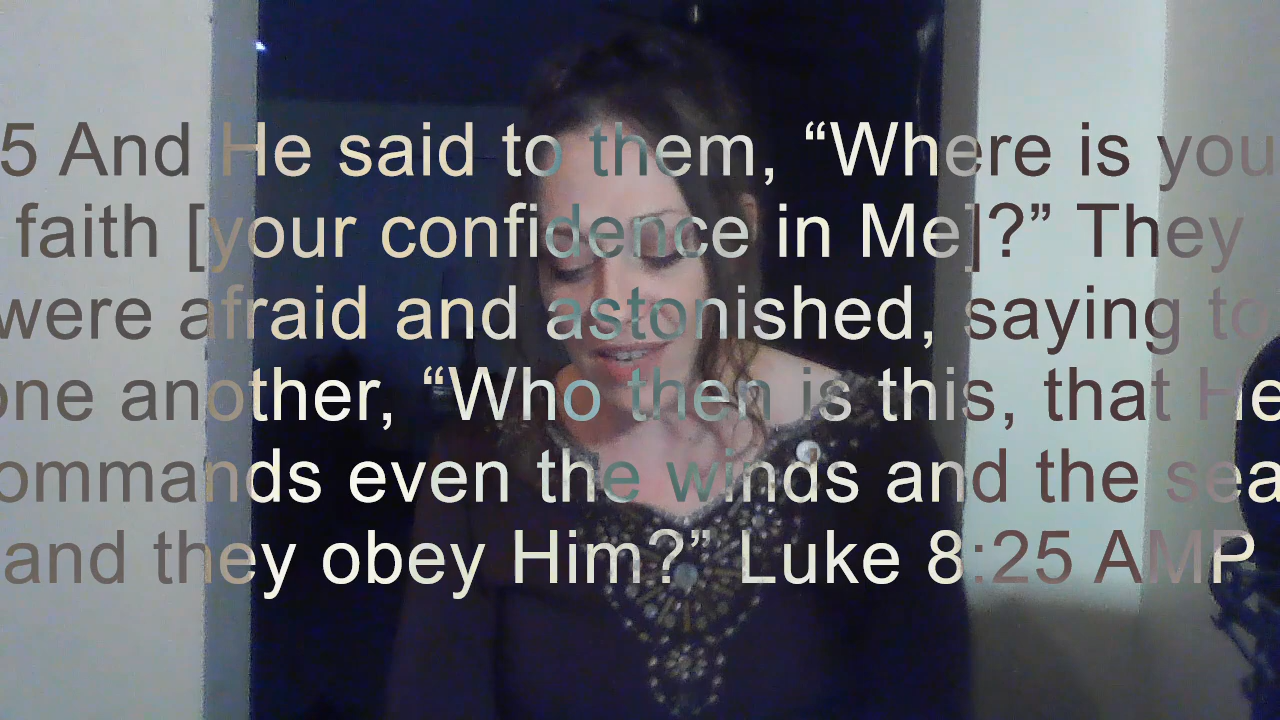 5 And He said to them, “Where is you
faith [your confidence in Me]?” They
were afraid and astonished, saying to
one another, “Who then is this, that He
ommands even the winds and the sea
and they obey Him?” Luke 8:25 AMP